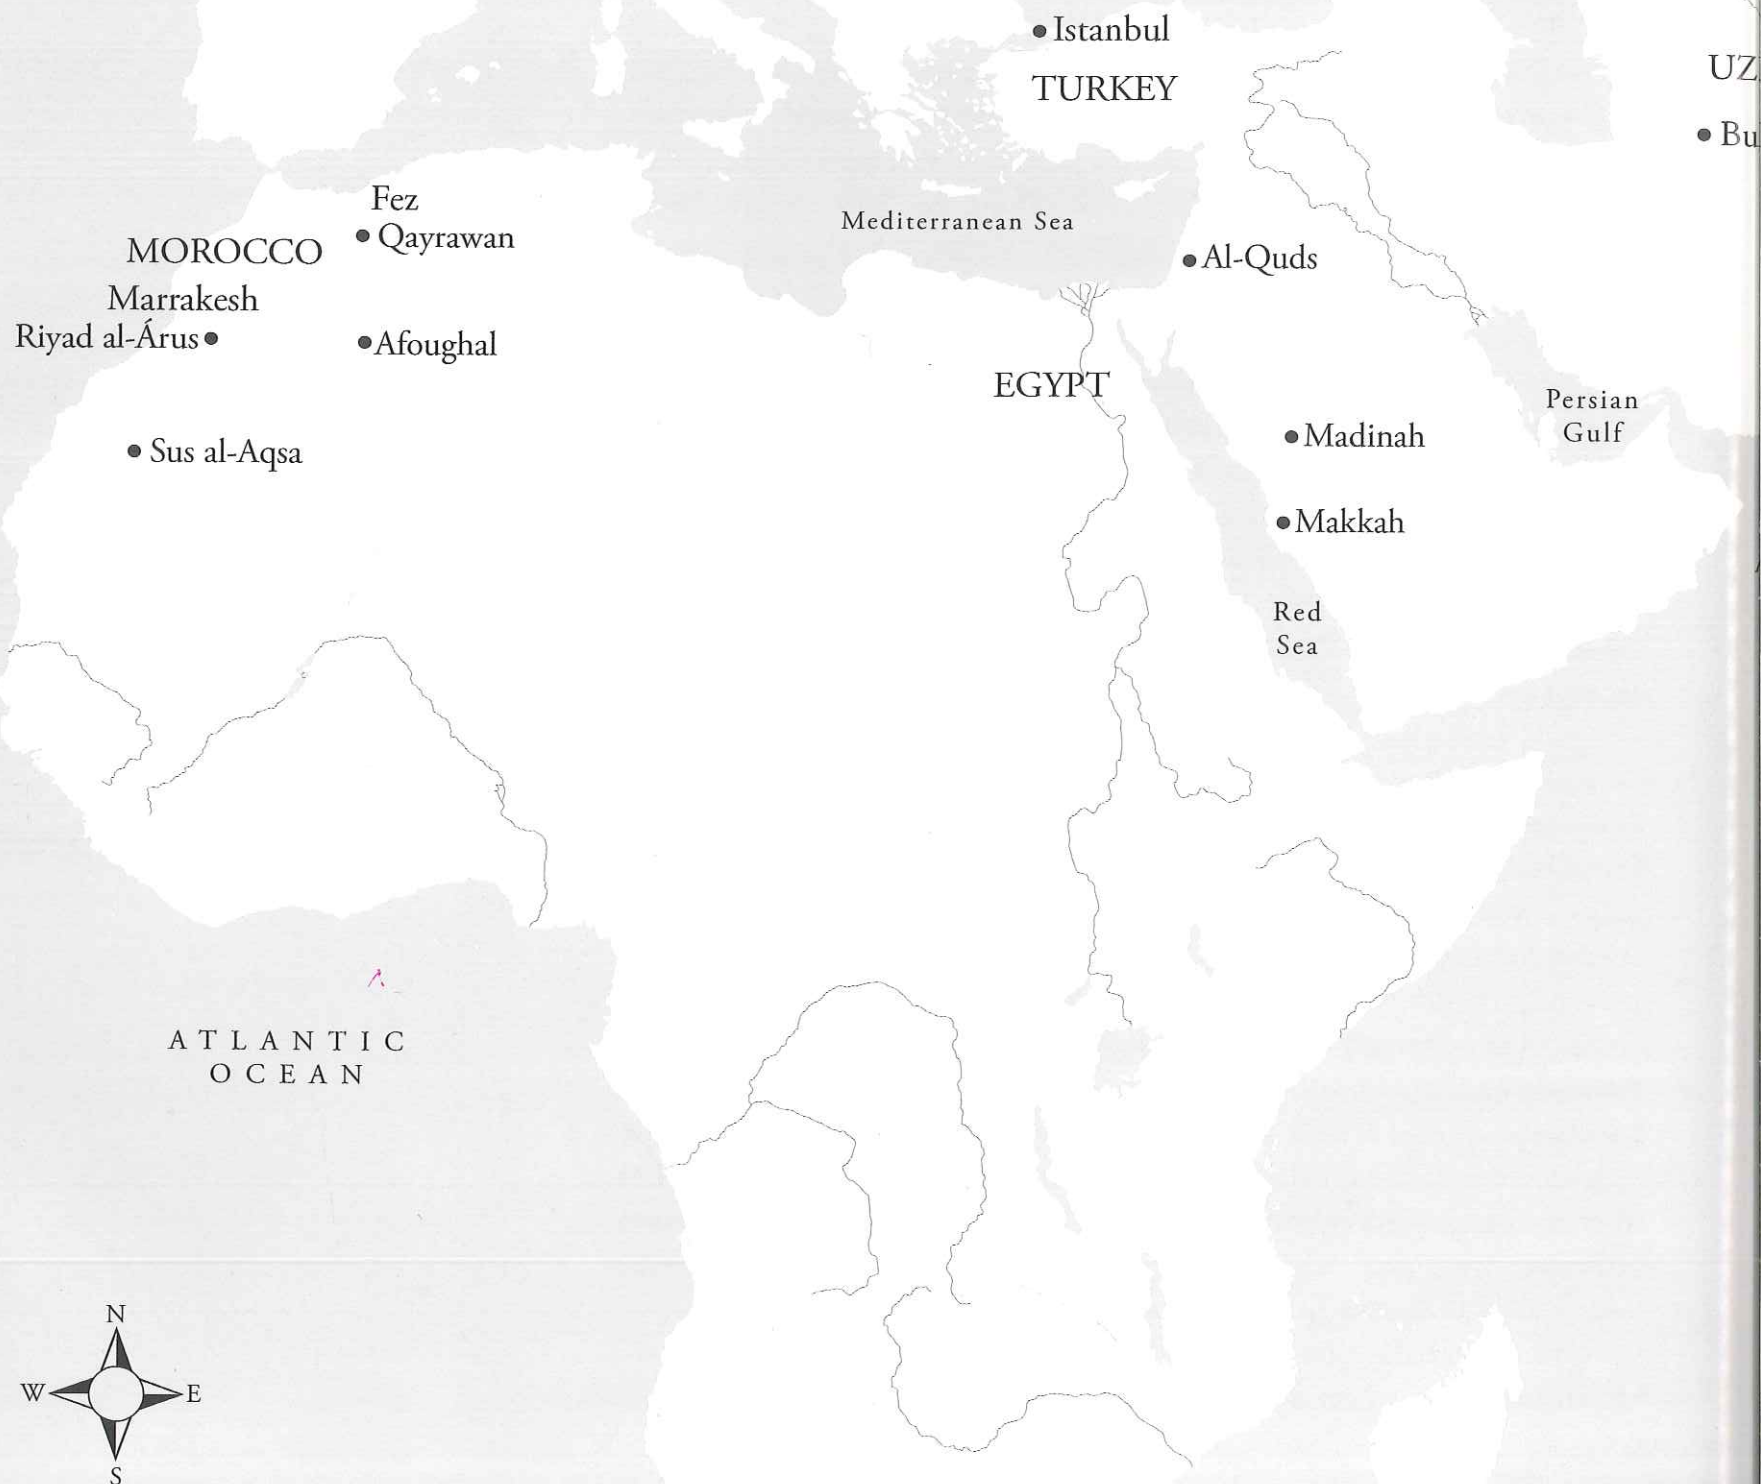 Istanbul
TURKEY
UZ
Bu
Fez
Qayrawan
MOROCCO
Mediterranean Sea
Al-Quds
Marrakesh
Riyad al-Árus
Afoughal
EGYPT
Persian
Gulf
Madinah
Sus al-Aqsa
Makkah
Red
Sea
ATLANTIC
OCEAN
N
W
E
S